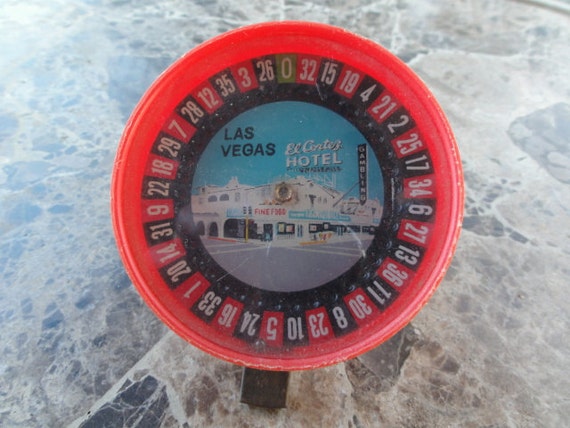 0 32 15 19 4 21 2 25 17 34 6 27 13 36 11 30 8 23 10 5 24 16 33 1 20 14 31 9 22 18 29 7 28 12 35 3 26
LAS
VEGAS
El Cortez
HOTEL
GAMBLING
FINE FOOD